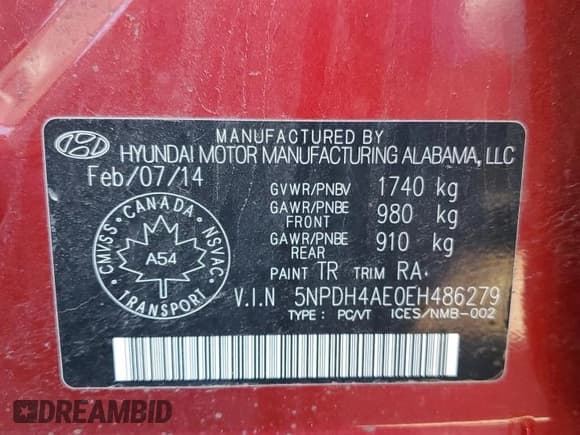 MANUFACTURED BY
HYUNDAI MOTOR MANUFACTURING ALABAMA, LLC
Feb/07/14
GVWR/PNBV 1740 kg
GAWR/PNBE FRONT 980 kg
GAWR/PNBE REAR 910 kg
PAINT TR TRIM RA.
V.I.N 5NPDH4AE0EH486279
TYPE : PC/VT ICES/NMB-002
CANADA
CMVSS NSVAC
A54
TRANSPORT
DREAMBID